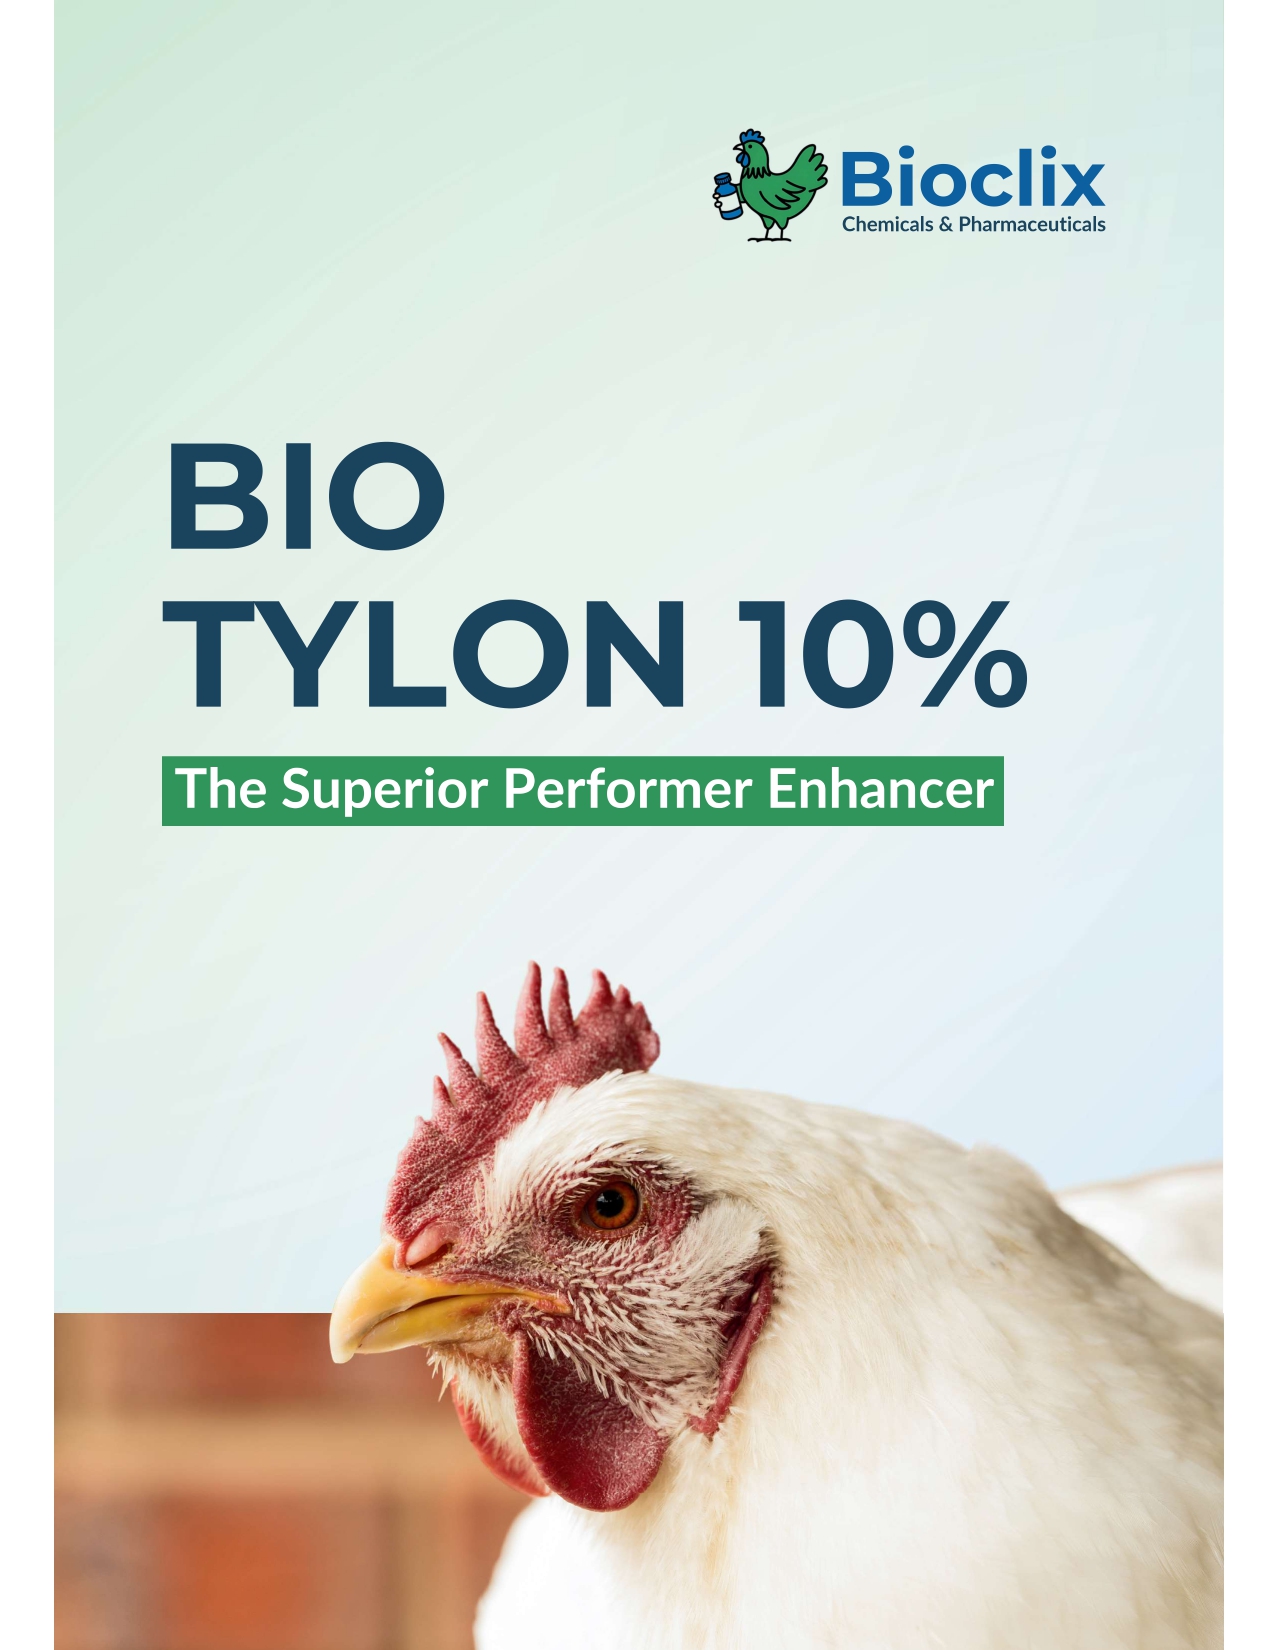 Bioclix
Chemicals & Pharmaceuticals
BIO
TYLON 10%
The Superior Performer Enhancer